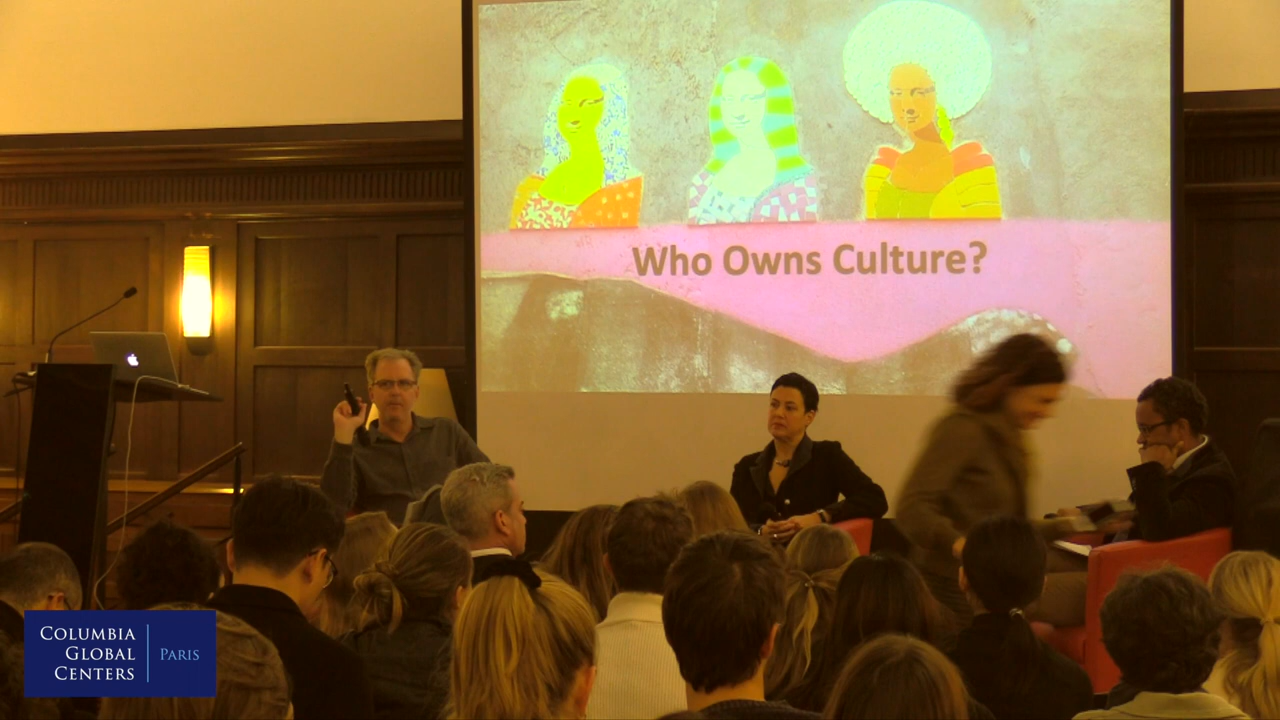 Who Owns Culture?
COLUMBIA
GLOBAL
CENTERS
PARIS